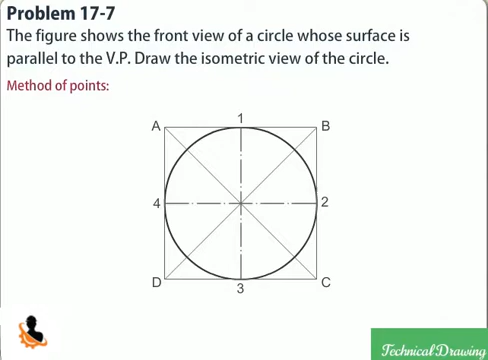 Problem 17-7
The figure shows the front view of a circle whose surface is
parallel to the V.P. Draw the isometric view of the circle.
Method of points:
A 1 B
4 2
D 3 C
Technical Drawing